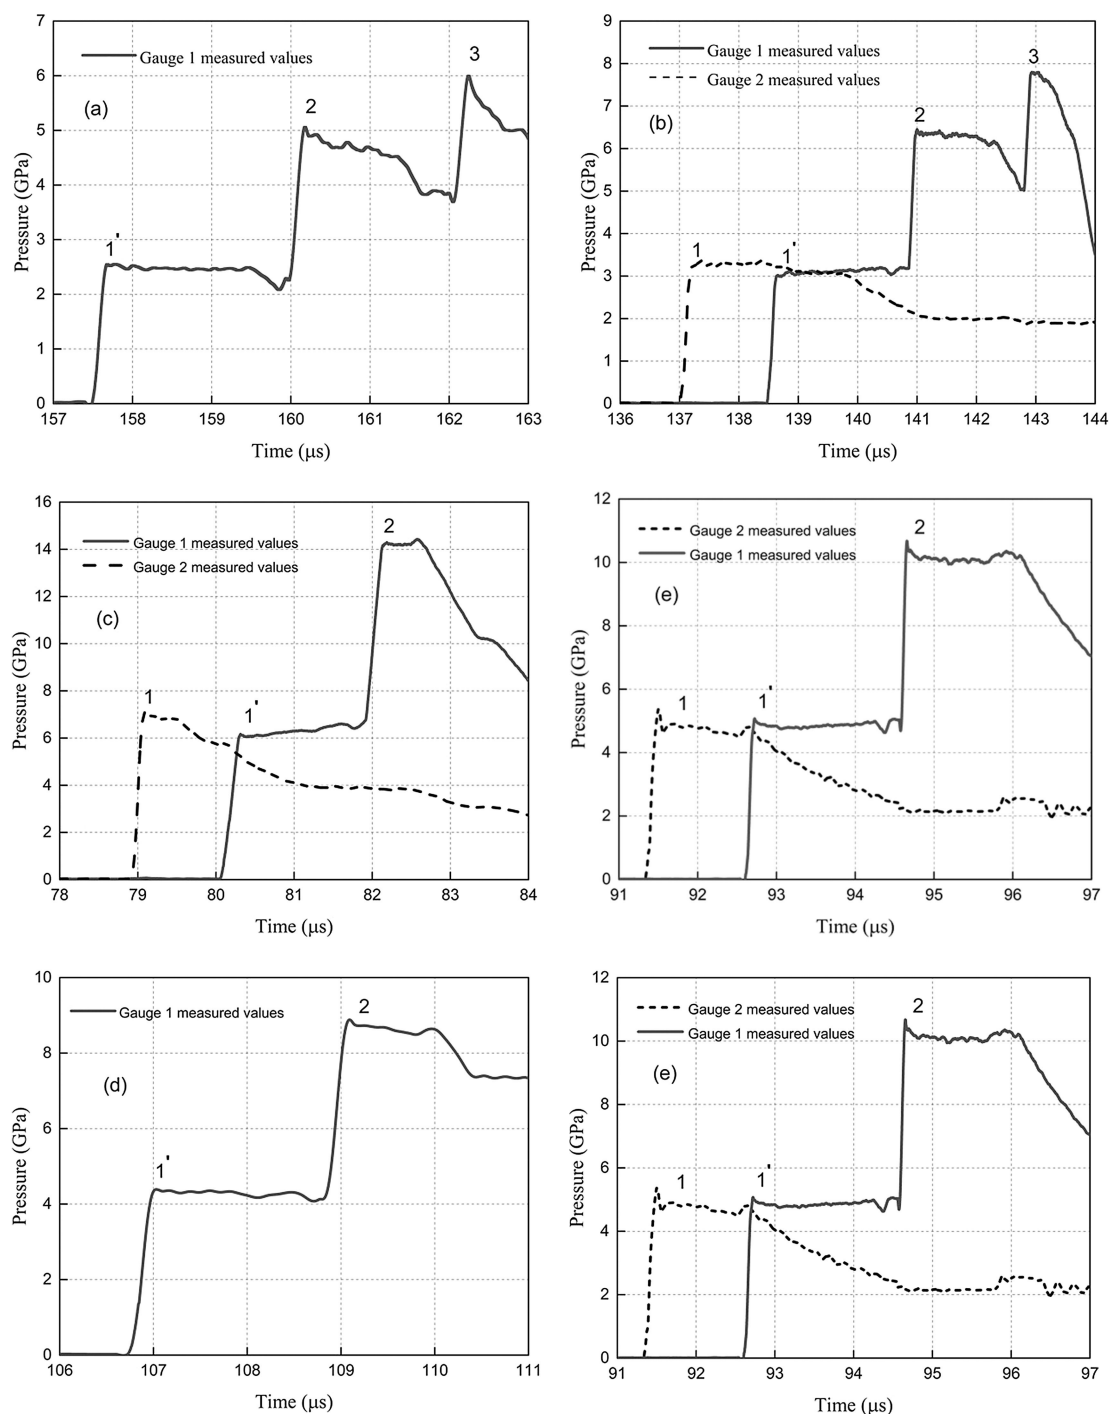 7
6
5
4
3
2
1
0
Pressure (GPa)
Gauge 1 measured values
(a)
1'
2
3
157 158 159 160 161 162 163
Time (μs)
9
8
7
6
5
4
3
2
1
0
Pressure (GPa)
Gauge 1 measured values
Gauge 2 measured values
(b)
1
1'
2
3
136 137 138 139 140 141 142 143 144
Time (μs)
16
14
12
10
8
6
4
2
0
Pressure (GPa)
Gauge 1 measured values
Gauge 2 measured values
(c)
1
1'
2
78 79 80 81 82 83 84
Time (μs)
12
10
8
6
4
2
0
Pressure (GPa)
Gauge 2 measured values
Gauge 1 measured values
(e)
1
1'
2
91 92 93 94 95 96 97
Time (μs)
10
8
6
4
2
0
Pressure (GPa)
Gauge 1 measured values
(d)
1'
2
106 107 108 109 110 111
Time (μs)
12
10
8
6
4
2
0
Pressure (GPa)
Gauge 2 measured values
Gauge 1 measured values
(e)
1
1'
2
91 92 93 94 95 96 97
Time (μs)